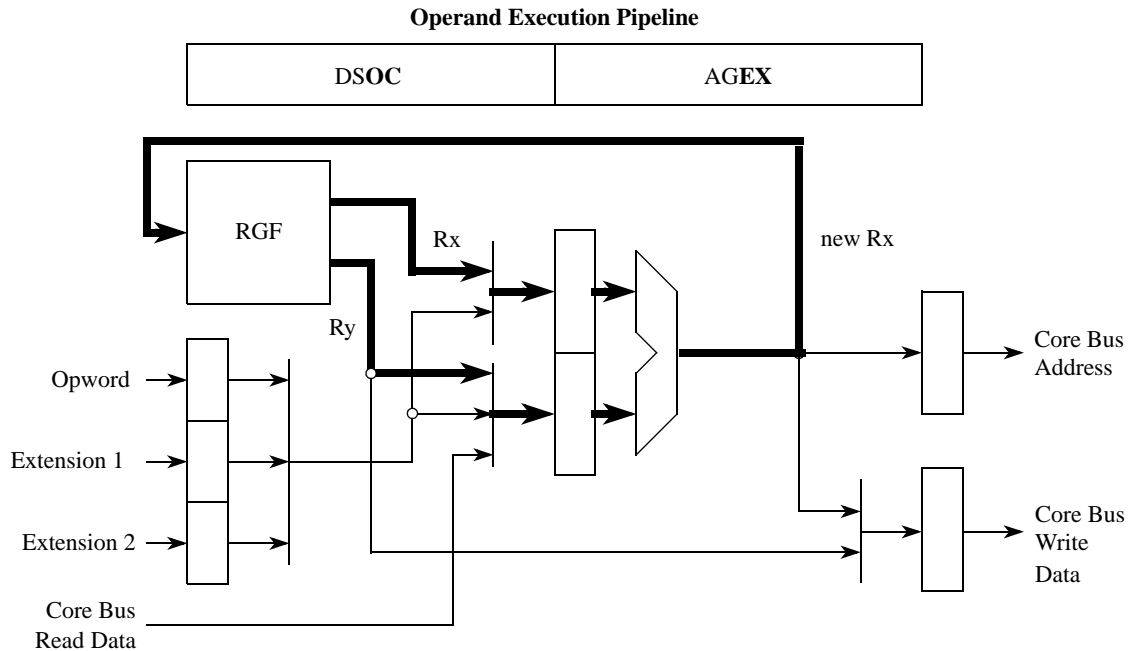 Operand Execution Pipeline
DSOC
AGEX
RGF
Rx
new Rx
Ry
Opword
Extension 1
Extension 2
Core Bus
Read Data
Core Bus
Address
Core Bus
Write
Data